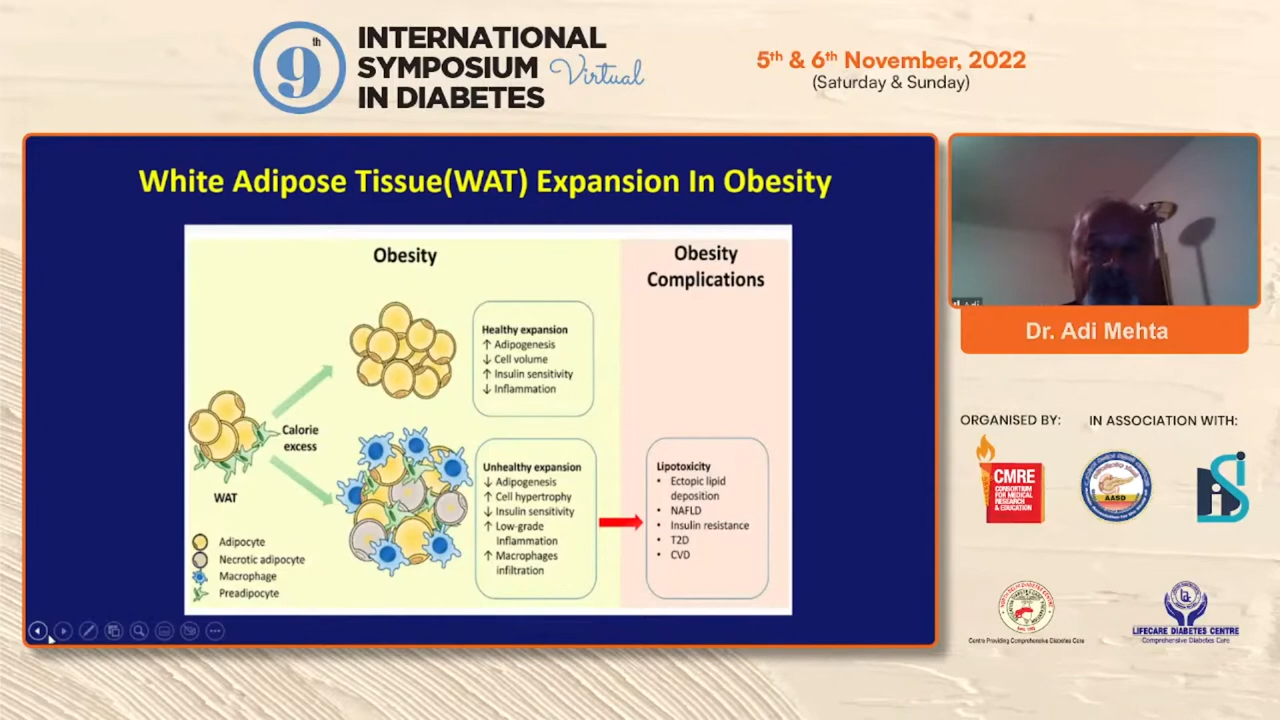 9th
INTERNATIONAL
SYMPOSIUM Virtual
IN DIABETES
5th & 6th November, 2022
(Saturday & Sunday)
White Adipose Tissue(WAT) Expansion In Obesity
Obesity
Obesity
Complications
Healthy expansion
↑ Adipogenesis
↓ Cell volume
↑ Insulin sensitivity
↓ Inflammation
Calorie
excess
WAT
Unhealthy expansion
↓ Adipogenesis
↑ Cell hypertrophy
↓ Insulin sensitivity
↑ Low-grade
Inflammation
↑ Macrophages
infiltration
Lipotoxicity
• Ectopic lipid
deposition
• NAFLD
• Insulin resistance
• T2D
• CVD
Adipocyte
Necrotic adipocyte
Macrophage
Preadipocyte
Adi
Dr. Adi Mehta
ORGANISED BY:
IN ASSOCIATION WITH:
CMRE
CONSORTIUM
FOR MEDICAL
RESEARCH
& EDUCATION
AASD
Centre Providing Comprehensive Diabetes Care
LIFECARE DIABETES CENTRE
Comprehensive Diabetes Care